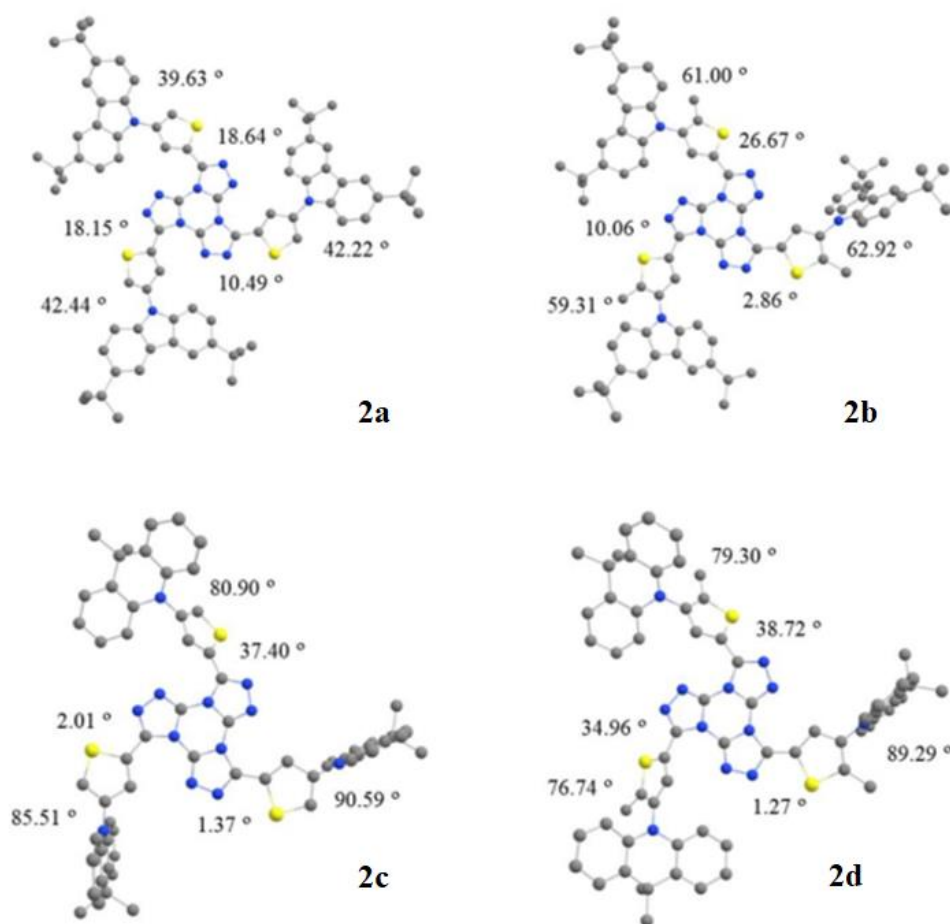 39.63 º
18.64 º
18.15 º
42.22 º
10.49 º
42.44 º
2a
61.00 º
26.67 º
10.06 º
62.92 º
2.86 º
59.31 º
2b
80.90 º
37.40 º
2.01 º
90.59 º
85.51 º
1.37 º
2c
79.30 º
38.72 º
34.96 º
89.29 º
76.74 º
1.27 º
2d